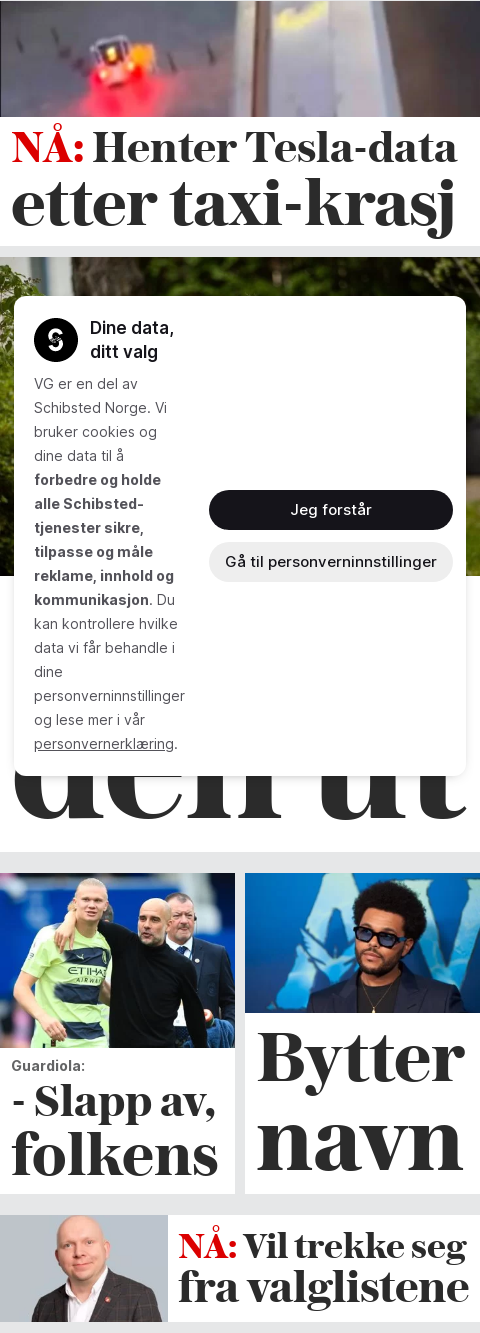 NÅ: Henter Tesla-data
etter taxi-krasj
Dine data,
ditt valg
VG er en del av
Schibsted Norge. Vi
bruker cookies og
dine data til å
forbedre og holde
alle Schibsted-
tjenester sikre,
tilpasse og måle
reklame, innhold og
kommunikasjon. Du
kan kontrollere hvilke
data vi får behandle i
dine
personverninnstillinger
og lese mer i vår
personvernerklæring.
Jeg forstår
Gå til personverninnstillinger
den ut
ETIHAD
AIRWAYS
Guardiola:
- Slapp av,
folkens
Bytter
navn
NÅ: Vil trekke seg
fra valglistene